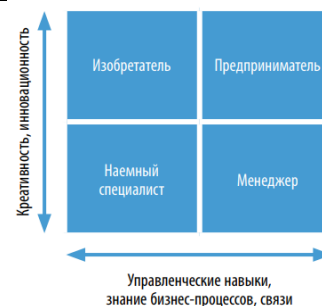 Креативность, инновационность
Изобретатель
Предприниматель
Наемный
специалист
Менеджер
Управленческие навыки,
знание бизнес-процессов, связи